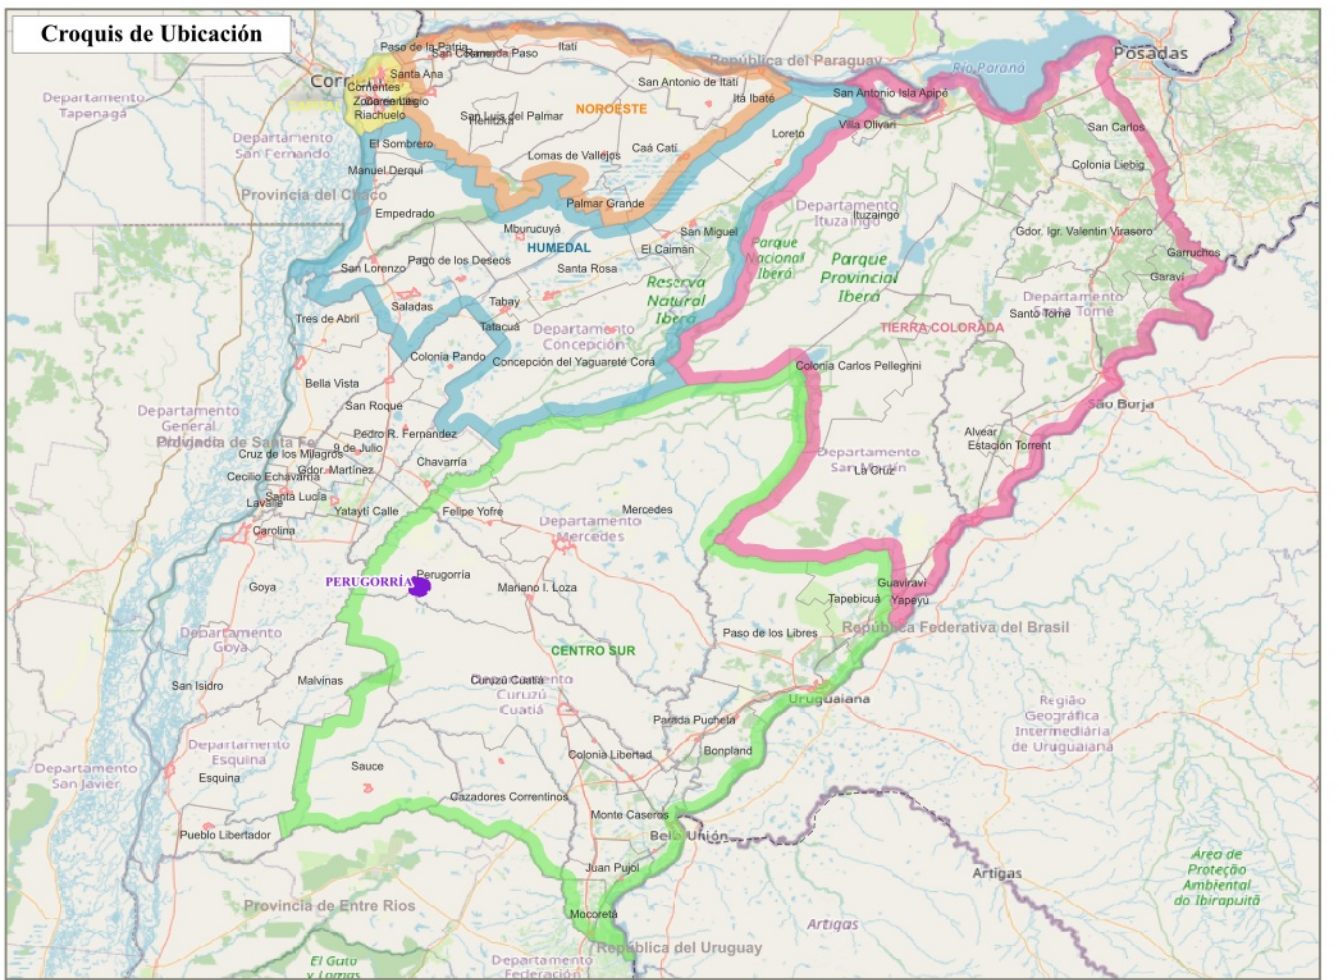 Croquis de Ubicación
Paso de la Patria
Ramada Paso
Itatí
República del Paraguay
Posadas
Río Paraná
Santa Ana
San Antonio de Itatí
Itá Ibaté
San Antonio Isla Apipé
Corrientes
CAPITAL
Riachuelo
NOROESTE
San Luis del Palmar
Herlitzka
Departamento
Tapenagá
Departamento
San Fernando
El Sombrero
Loreto
Villa Olivari
San Carlos
Colonia Liebig
Lomas de Vallejos
Caá Catí
Manuel Derqui
Provincia del Chaco
Empedrado
Palmar Grande
Departamento
Ituzaingó
Ituzaingo
Mburucuyá
San Miguel
Gdor. Igr. Valentin Virasoro
HUMEDAL
El Caimán
Parque
Nacional
Iberá
Parque
Provincial
Iberá
Garruchos
Garaví
San Lorenzo
Pago de los Deseos
Santa Rosa
Reserva
Natural
Iberá
Saladas
Tabay
Departamento
Santo Tomé
Tres de Abril
Tatacuá
Departamento
Concepción
TIERRA COLORADA
Colonia Pando
Concepción del Yaguareté Corá
Colonia Carlos Pellegrini
Bella Vista
São Borja
Departamento
General
San Roque
Provincia de Santa Fe
Pedro R. Fernández
9 de Julio
Alvear
Estación Torrent
Cruz de los Milagros
Gdor. Martínez
Chavarría
Departamento
San Martín
La Cruz
Cecilio Echavarría
Santa Lucía
Lavalle
Yataytí Calle
Felipe Yofre
Mercedes
Departamento
Mercedes
Carolina
PERUGORRÍA
Perugorría
Goya
Mariano I. Loza
Guaviraví
Tapebicuá
Yapeyú
Departamento
Goya
Paso de los Libres
República Federativa del Brasil
CENTRO SUR
San Isidro
Malvínas
Curuzú Cuatiá
Departamento
Curuzú
Cuatiá
Uruguaiana
Região
Geográfica
Intermediária
de Uruguaiana
Parada Pucheta
Departamento
Esquina
Colonia Libertad
Bonpland
Departamento
San Javier
Esquina
Sauce
Cazadores Correntinos
Monte Caseros
Pueblo Libertador
Bella Unión
Juan Pujol
Artigas
Área de
Proteção
Ambiental
do Ibirapuitã
Provincia de Entre Rios
Mocoretá
Artigas
República del Uruguay
El Gato
y Lomas
Departamento
Federación